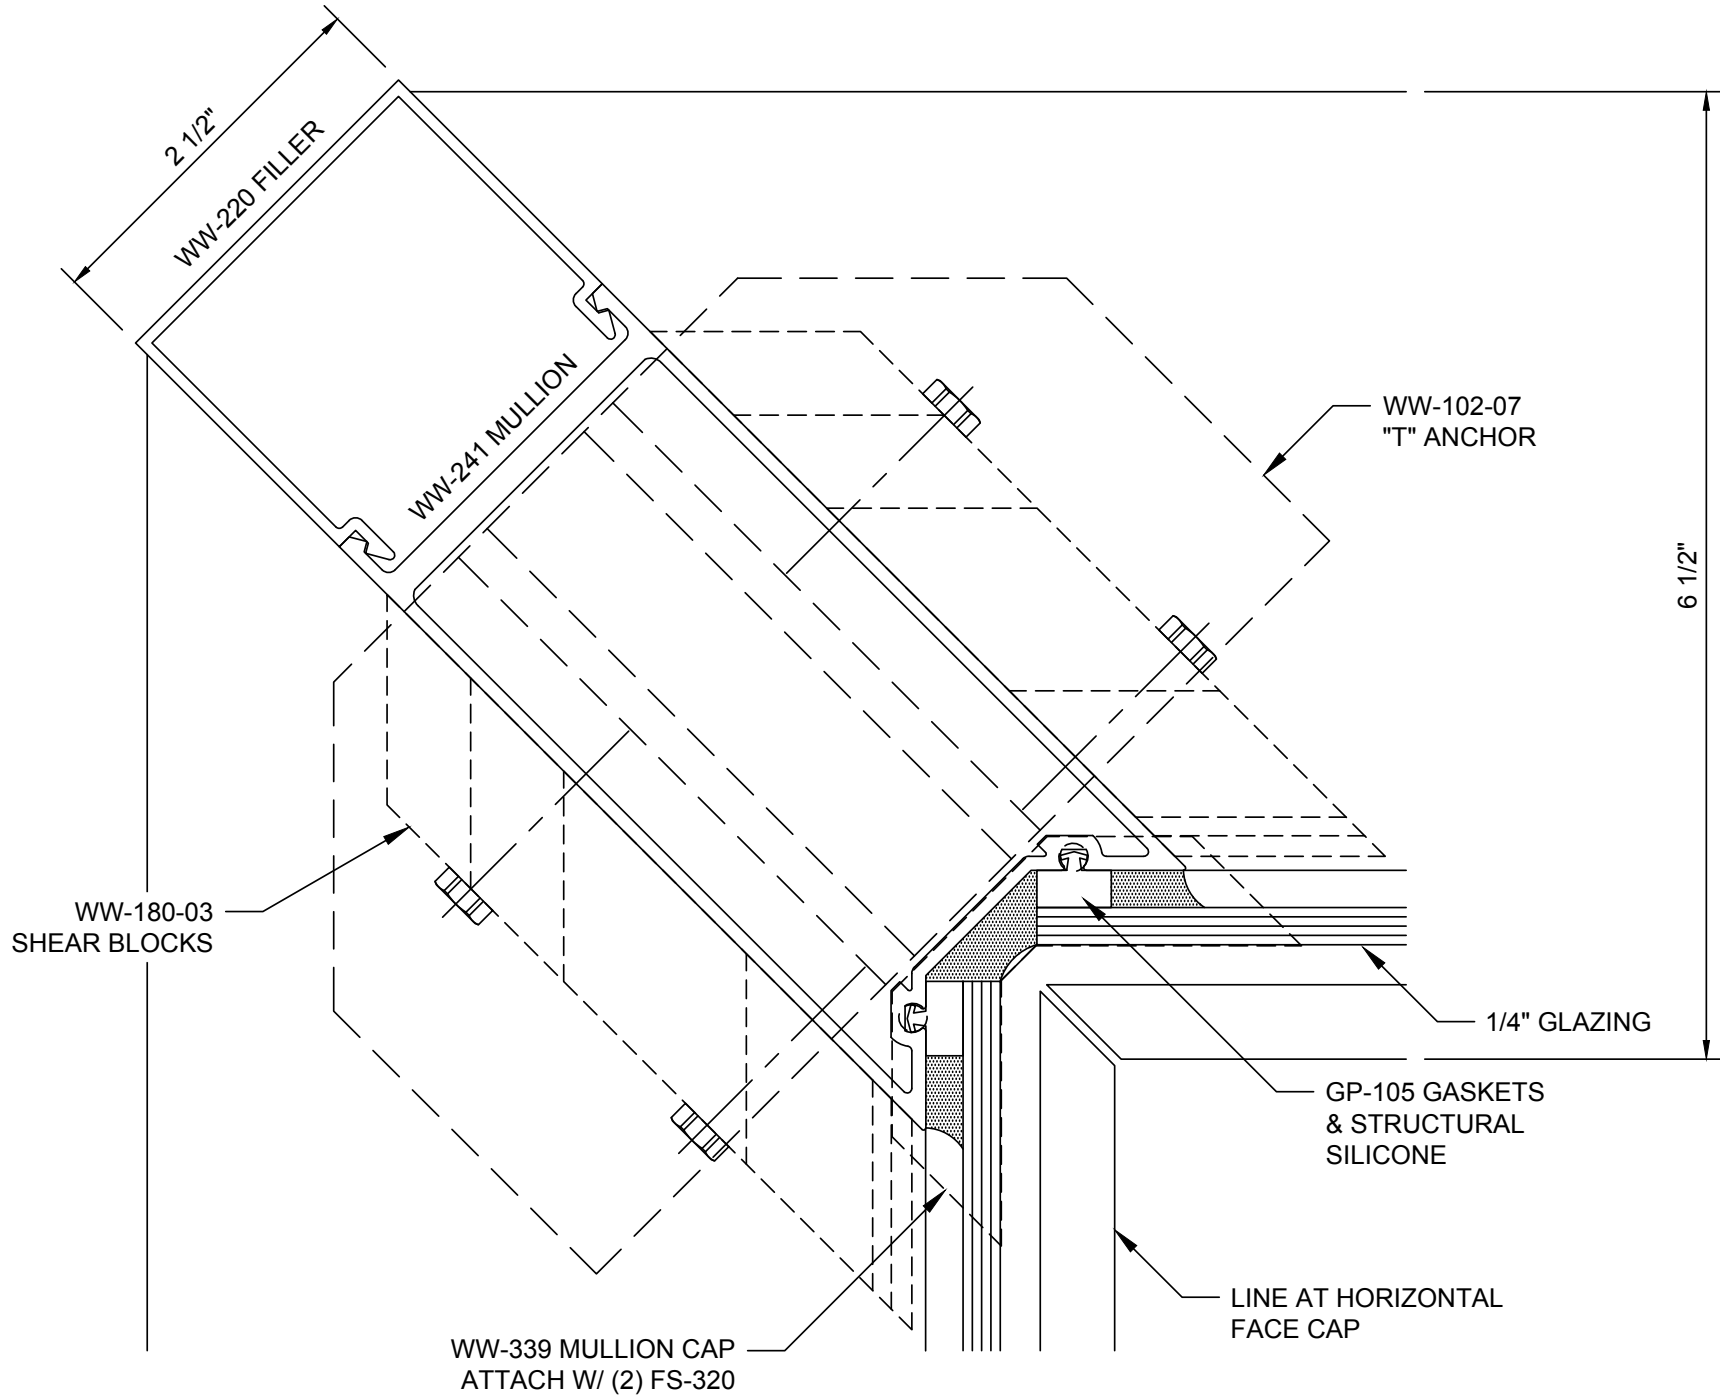 2 1/2"
WW-220 FILLER
WW-241 MULLION
WW-102-07
"T" ANCHOR
6 1/2"
WW-180-03
SHEAR BLOCKS
1/4" GLAZING
GP-105 GASKETS
& STRUCTURAL
SILICONE
LINE AT HORIZONTAL
FACE CAP
WW-339 MULLION CAP
ATTACH W/ (2) FS-320